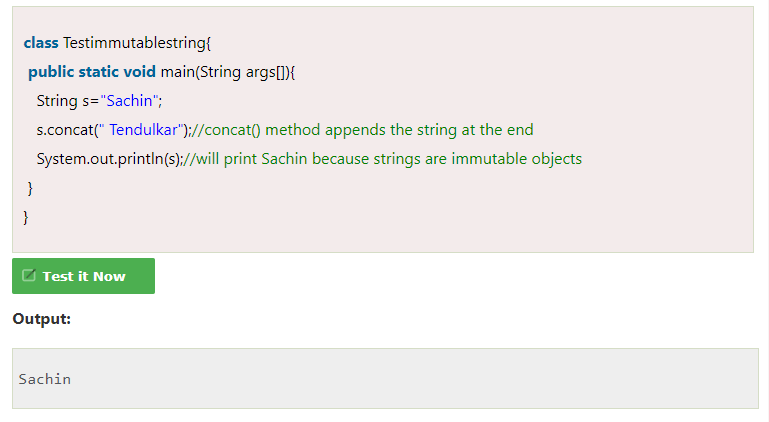 class Testimmutablestring{
public static void main(String args[]){
String s="Sachin";
s.concat(" Tendulkar");//concat() method appends the string at the end
System.out.println(s);//will print Sachin because strings are immutable objects
}
}
Test it Now
Output:
Sachin